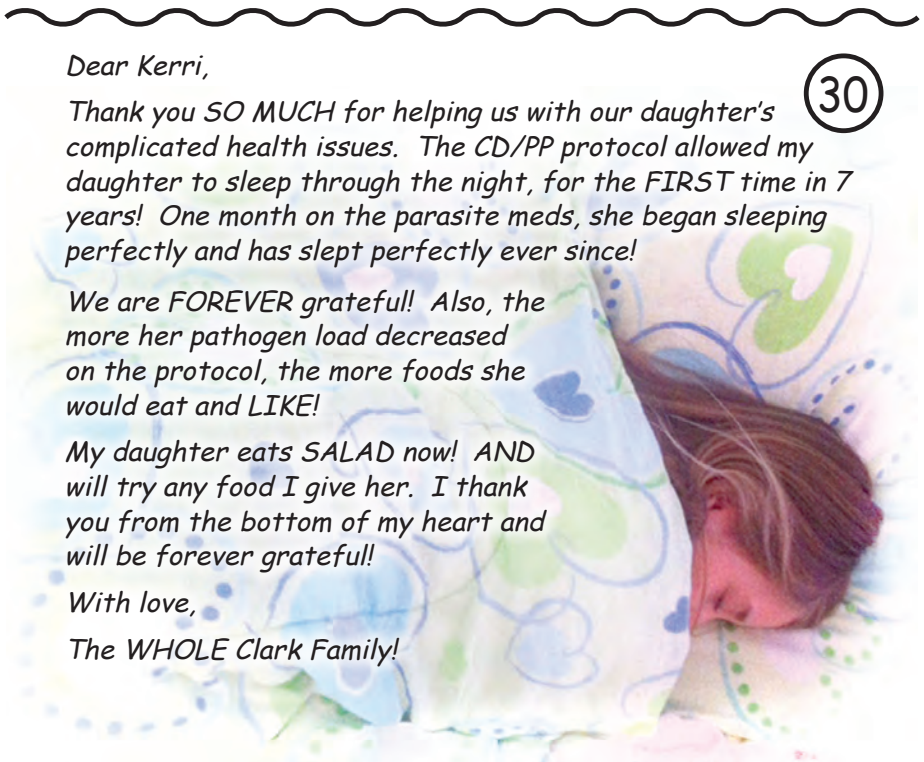 Dear Kerri,
30
Thank you SO MUCH for helping us with our daughter's
complicated health issues.  The CD/PP protocol allowed my
daughter to sleep through the night, for the FIRST time in 7
years!  One month on the parasite meds, she began sleeping
perfectly and has slept perfectly ever since!
We are FOREVER grateful!  Also, the
more her pathogen load decreased
on the protocol, the more foods she
would eat and LIKE!
My daughter eats SALAD now!  AND
will try any food I give her.  I thank
you from the bottom of my heart and
will be forever grateful!
With love,
The WHOLE Clark Family!